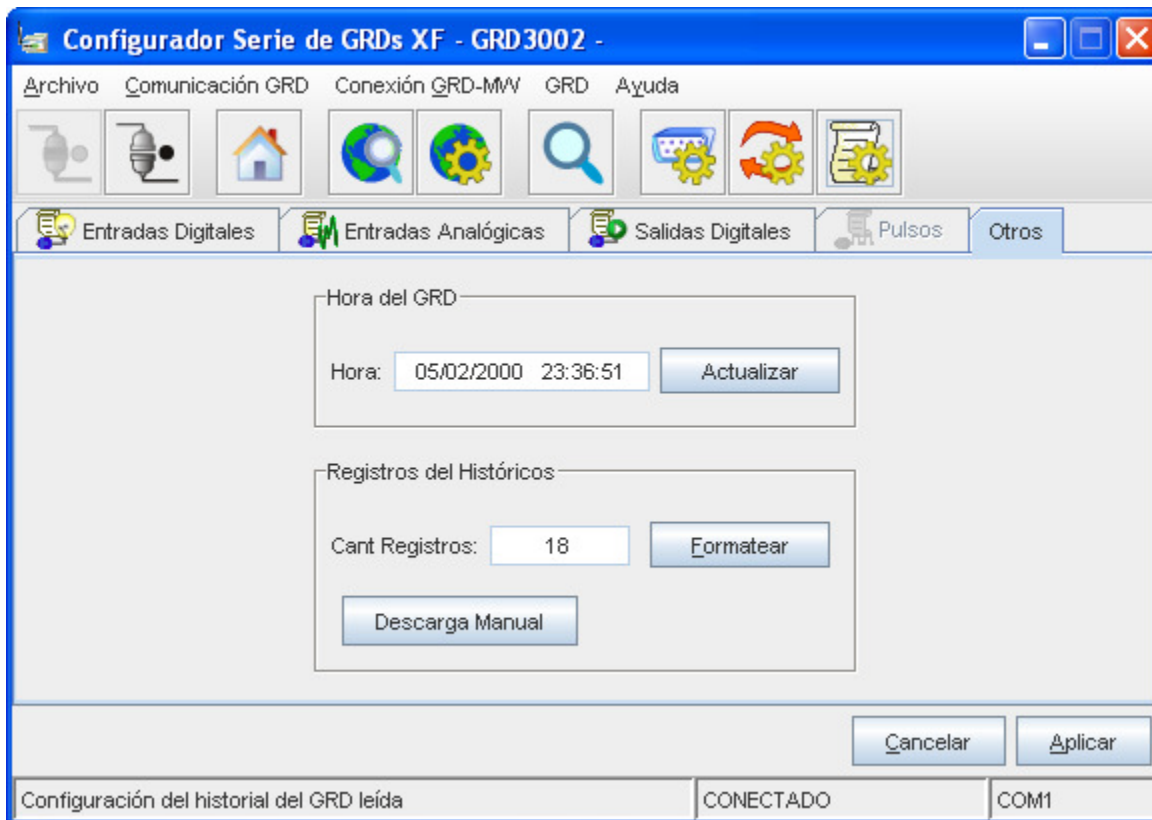 Configurador Serie de GRDs XF - GRD3002 -
Archivo Comunicación GRD Conexión GRD-MW GRD Ayuda
Entradas Digitales Entradas Analógicas Salidas Digitales Pulsos Otros
Hora del GRD
Hora: 05/02/2000 23:36:51 Actualizar
Registros del Históricos
Cant Registros: 18 Formatear
Descarga Manual
Cancelar Aplicar
Configuración del historial del GRD leída CONECTADO COM1